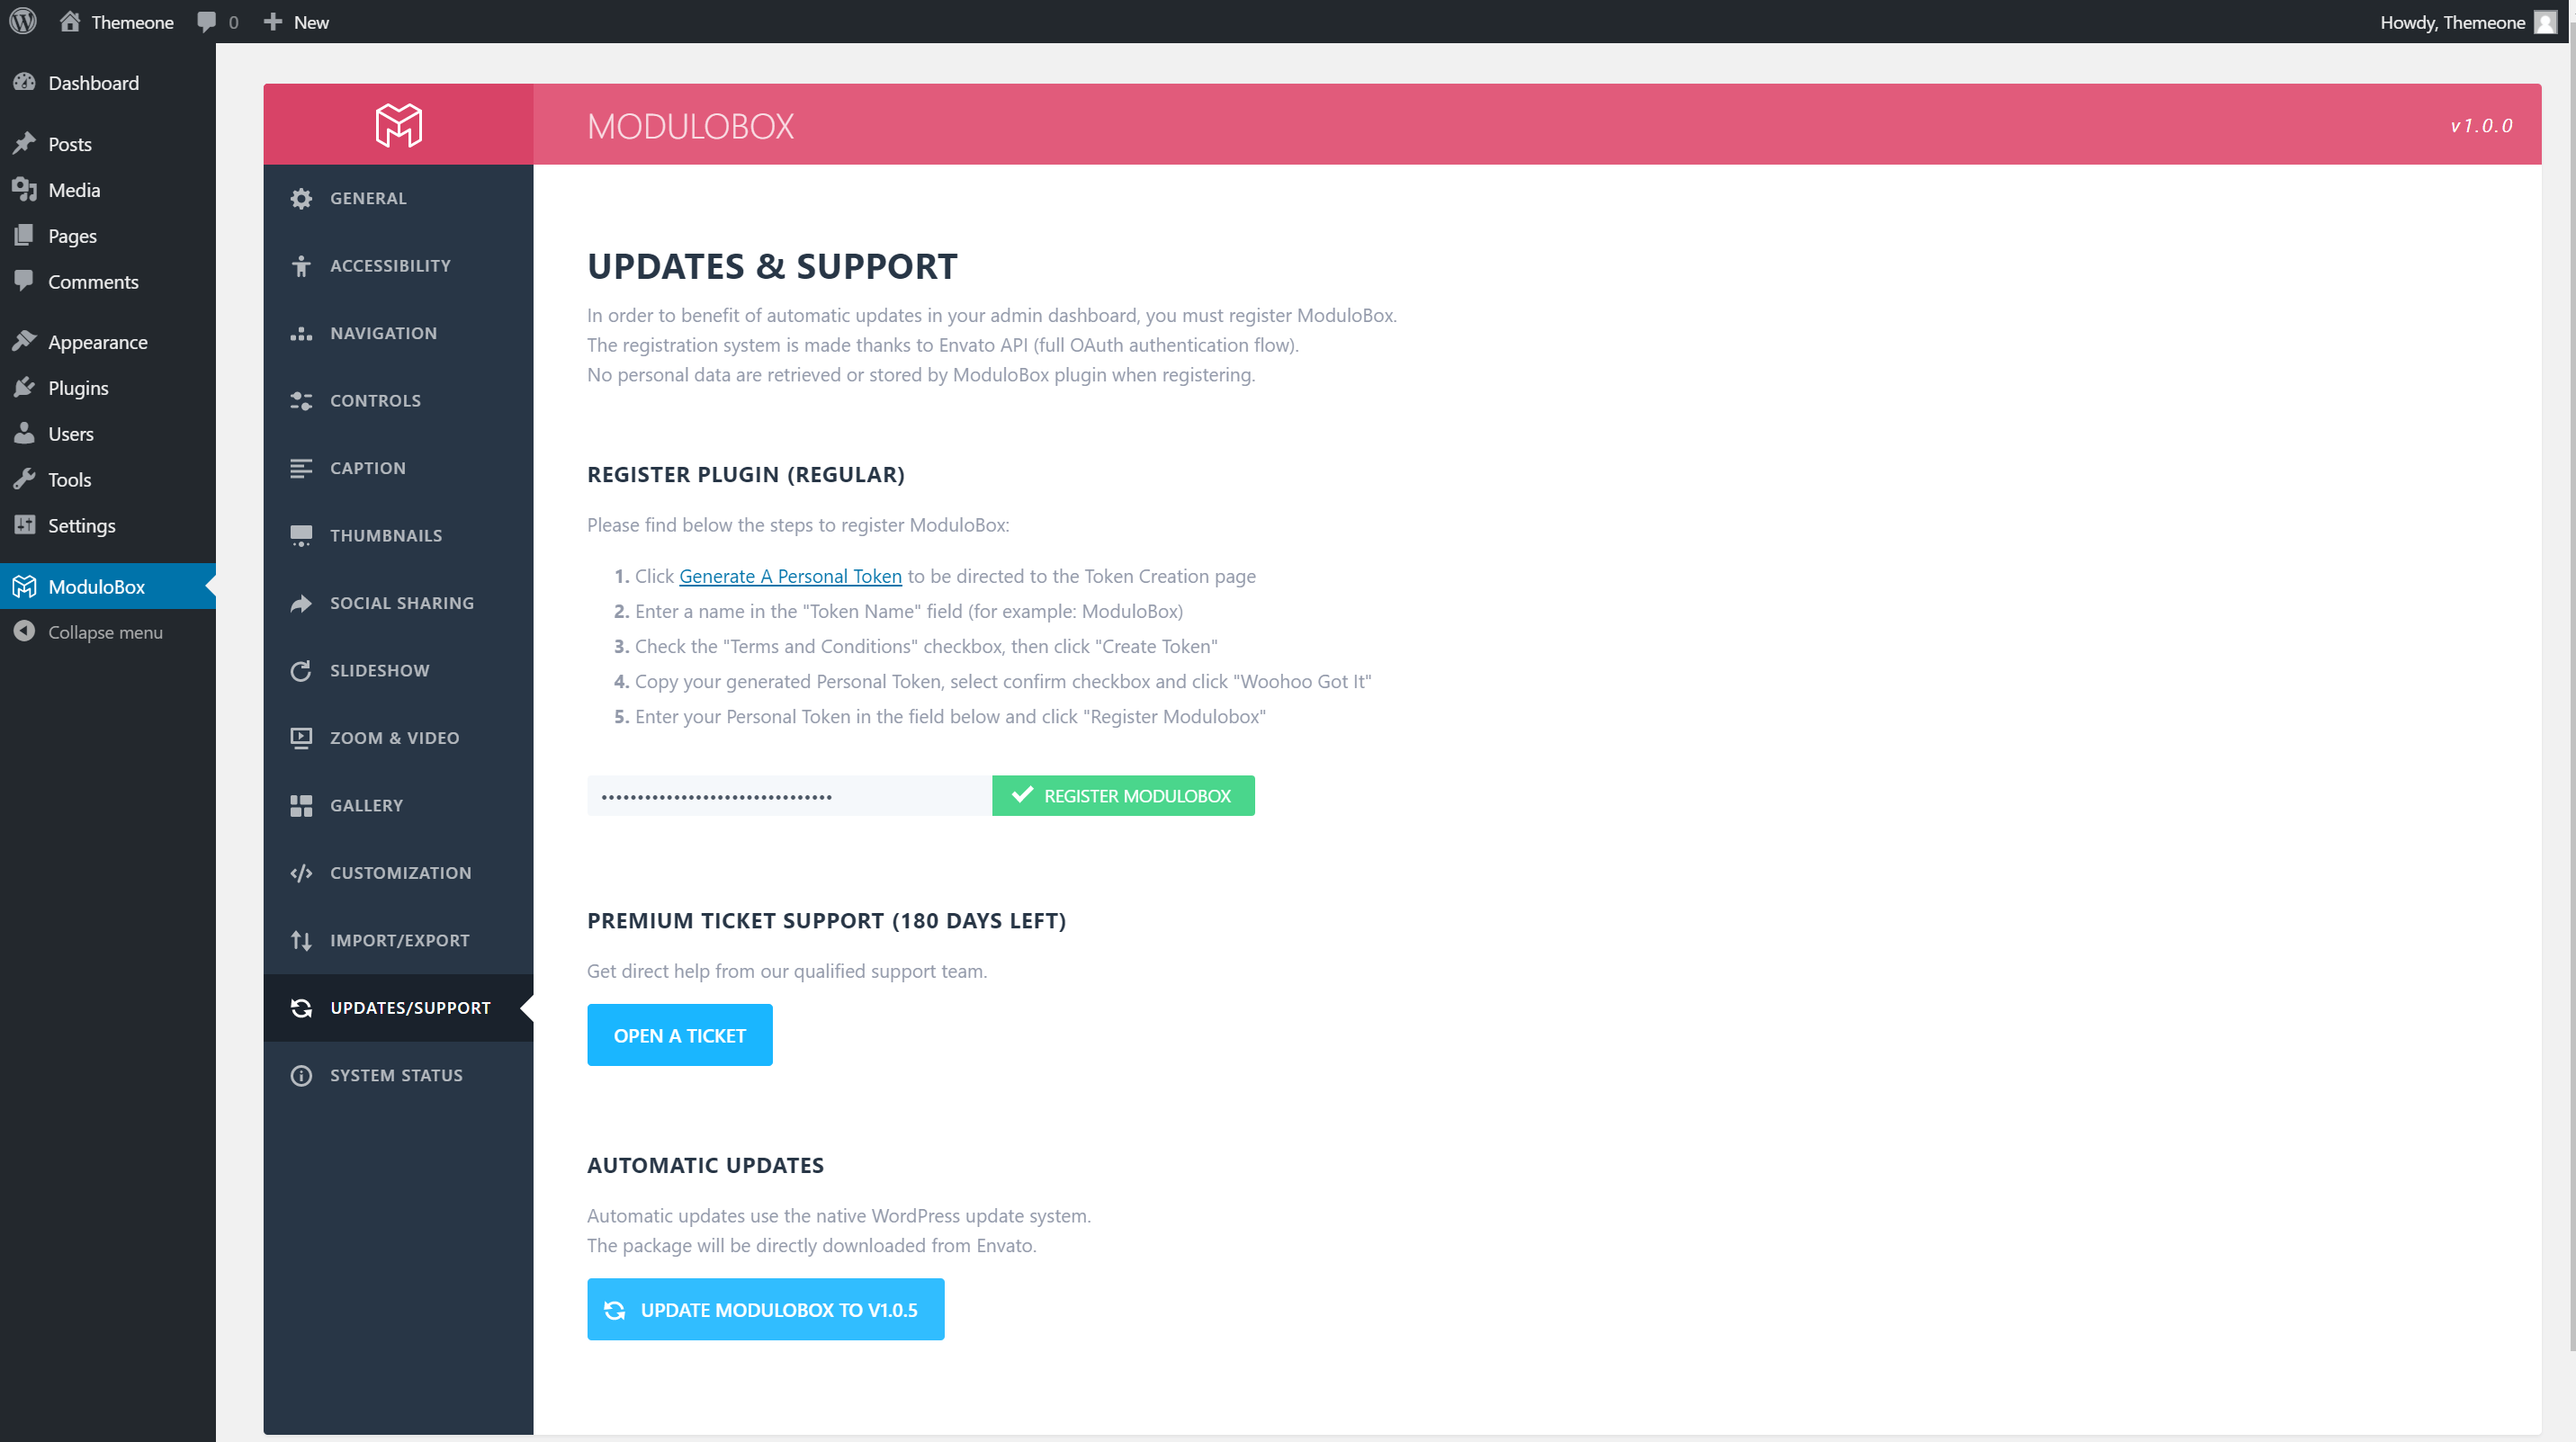 Themeone
0
New
Howdy, Themeone
Dashboard
Posts
Media
Pages
Comments
Appearance
Plugins
Users
Tools
Settings
ModuloBox
Collapse menu
MODULOBOX
v1.0.0
GENERAL
ACCESSIBILITY
NAVIGATION
CONTROLS
CAPTION
THUMBNAILS
SOCIAL SHARING
SLIDESHOW
ZOOM & VIDEO
GALLERY
CUSTOMIZATION
IMPORT/EXPORT
UPDATES/SUPPORT
SYSTEM STATUS
UPDATES & SUPPORT
In order to benefit of automatic updates in your admin dashboard, you must register ModuloBox.
The registration system is made thanks to Envato API (full OAuth authentication flow).
No personal data are retrieved or stored by ModuloBox plugin when registering.
REGISTER PLUGIN (REGULAR)
Please find below the steps to register ModuloBox:
1. Click Generate A Personal Token to be directed to the Token Creation page
2. Enter a name in the "Token Name" field (for example: ModuloBox)
3. Check the "Terms and Conditions" checkbox, then click "Create Token"
4. Copy your generated Personal Token, select confirm checkbox and click "Woohoo Got It"
5. Enter your Personal Token in the field below and click "Register Modulobox"
REGISTER MODULOBOX
PREMIUM TICKET SUPPORT (180 DAYS LEFT)
Get direct help from our qualified support team.
OPEN A TICKET
AUTOMATIC UPDATES
Automatic updates use the native WordPress update system.
The package will be directly downloaded from Envato.
UPDATE MODULOBOX TO V1.0.5